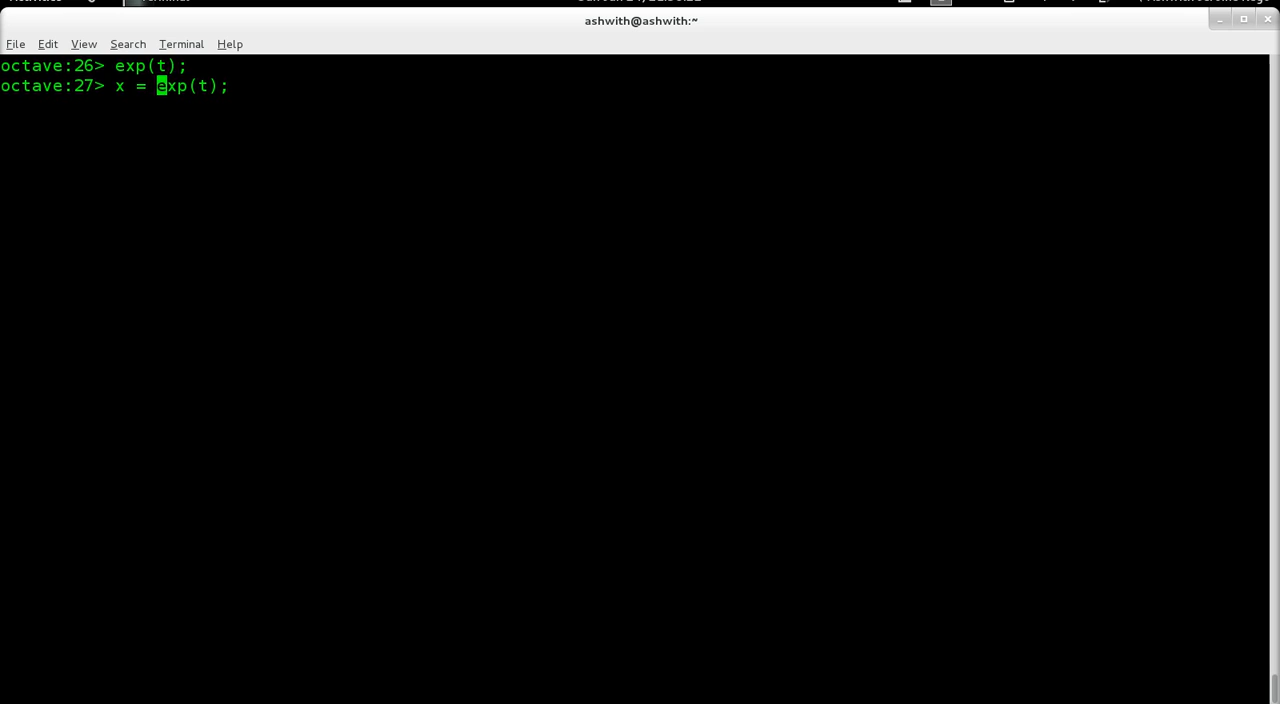 ashwith@ashwith:~
File Edit View Search Terminal Help
octave:26> exp(t);
octave:27> x = exp(t);